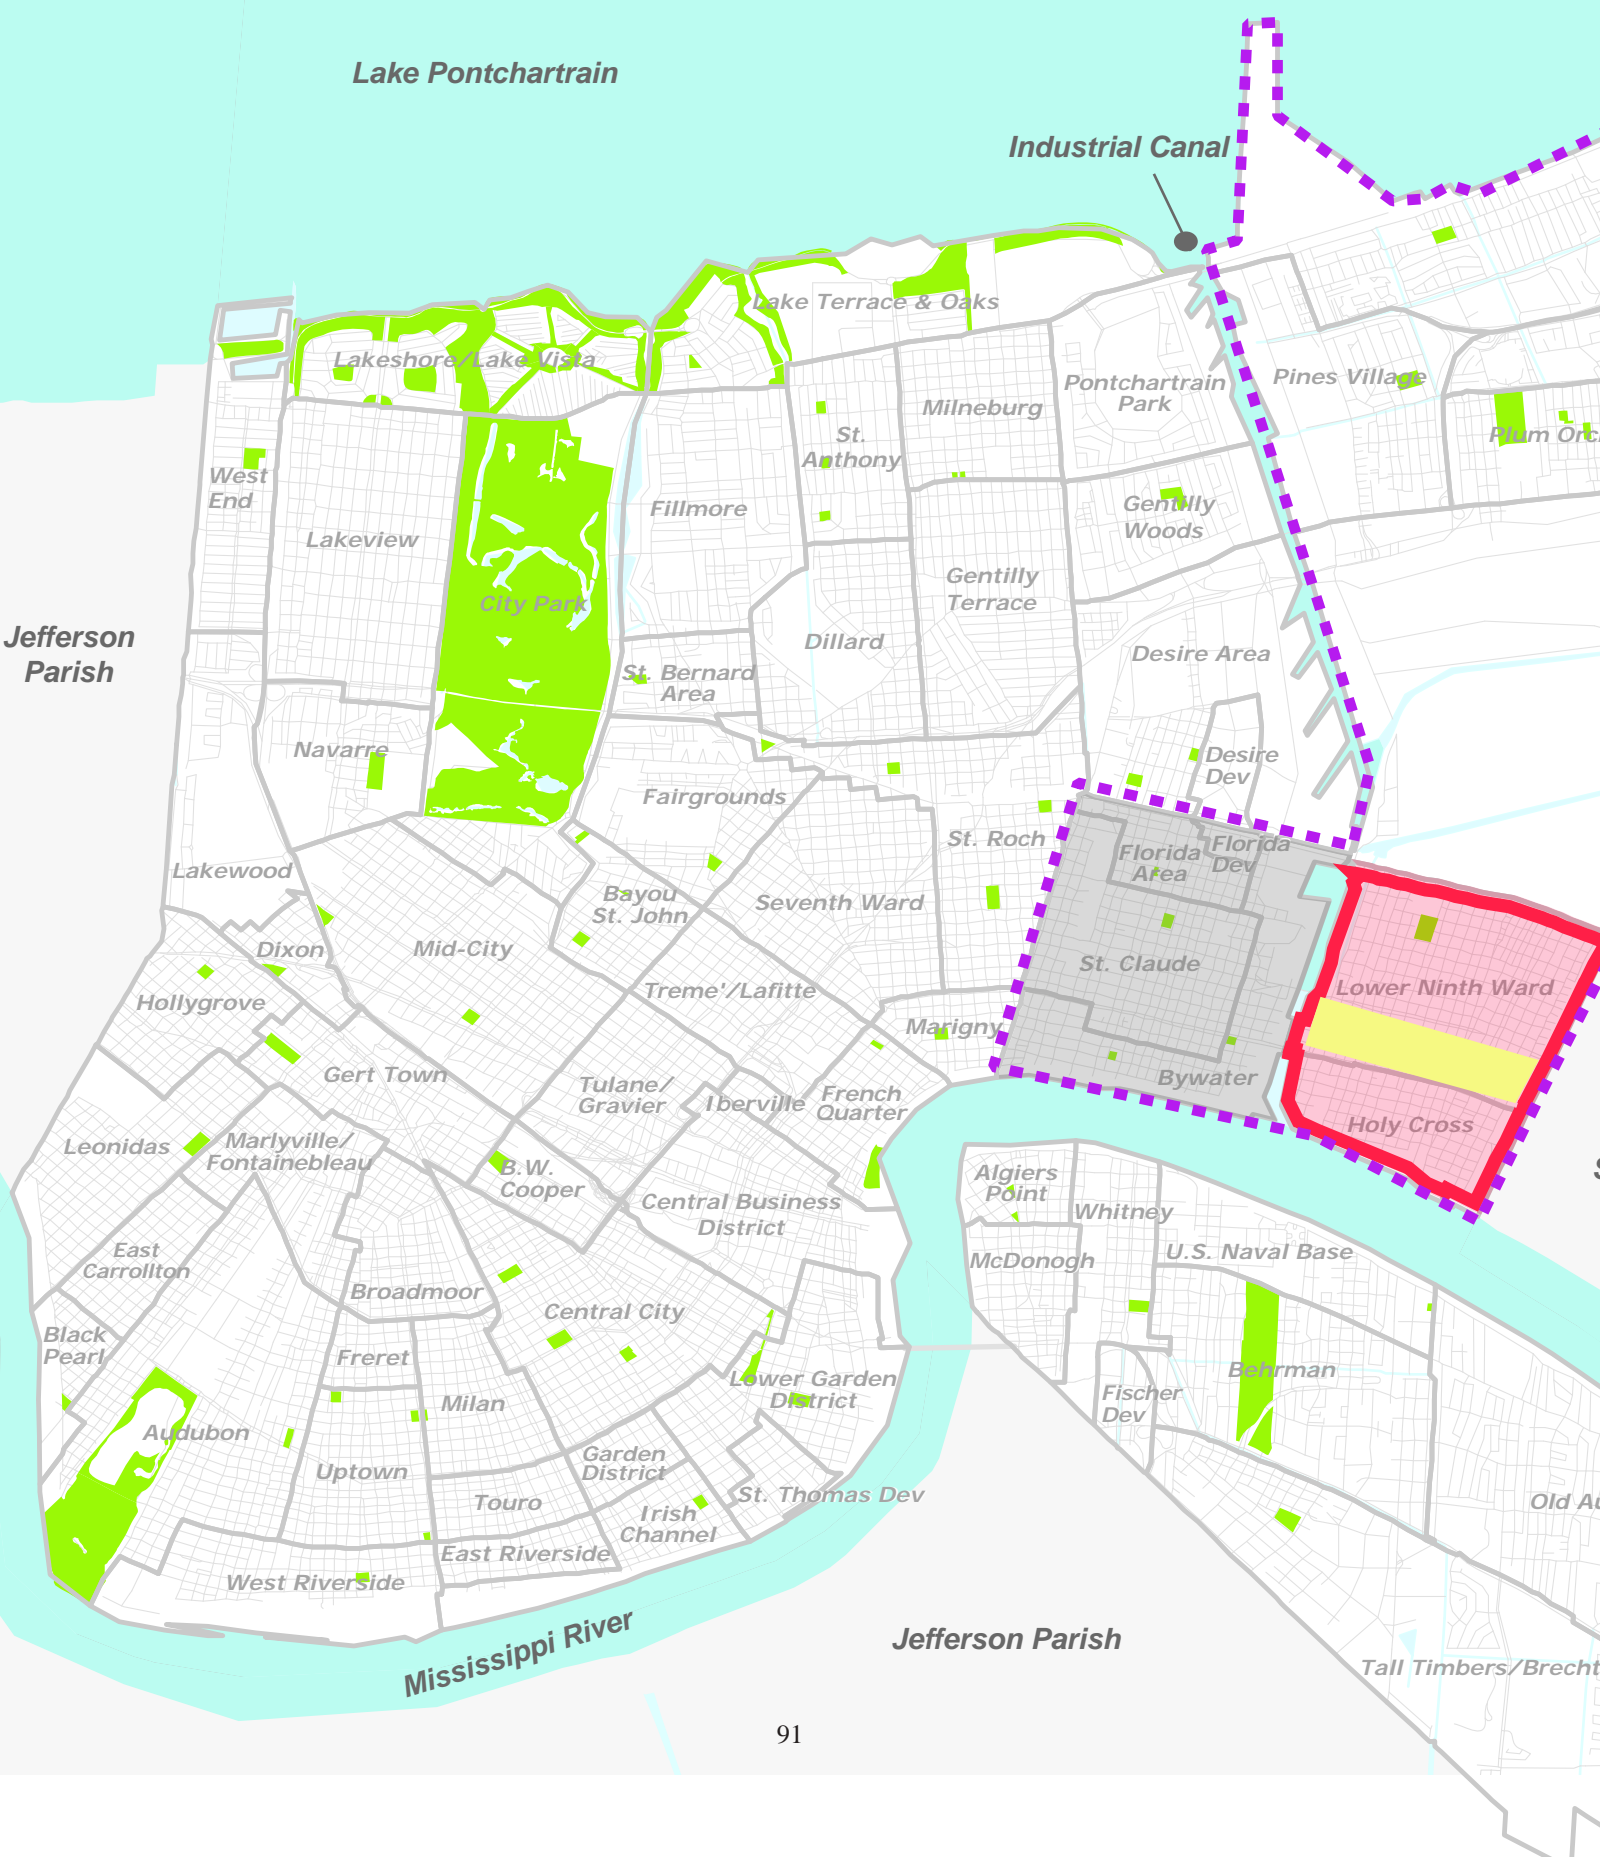 Lake Pontchartrain
Industrial Canal
Lake Terrace & Oaks
Lakeshore/Lake Vista
Pontchartrain
Park
Pines Village
Milneburg
St.
Anthony
Plum Orc
West
End
Lakeview
Fillmore
Gentilly
Woods
Gentilly
Terrace
City Park
Jefferson
Parish
Dillard
Desire Area
St. Bernard
Area
Navarre
Desire
Dev
Fairgrounds
St. Roch
Florida
Area
Florida
Dev
Lakewood
Bayou
St. John
Seventh Ward
Dixon
Mid-City
St. Claude
Lower Ninth Ward
Hollygrove
Treme'/Lafitte
Marigny
Gert Town
Tulane/
Gravier
Iberville
French
Quarter
Bywater
Holy Cross
Leonidas
Marlyville/
Fontainebleau
B.W.
Cooper
Algiers
Point
S
Central Business
District
Whitney
East
Carrollton
McDonogh
U.S. Naval Base
Broadmoor
Central City
Black
Pearl
Freret
Lower Garden
District
Behrman
Milan
Fischer
Dev
Audubon
Uptown
Garden
District
Touro
St. Thomas Dev
Old Au
Irish
Channel
East Riverside
West Riverside
Mississippi River
Jefferson Parish
Tall Timbers/Brecht
91